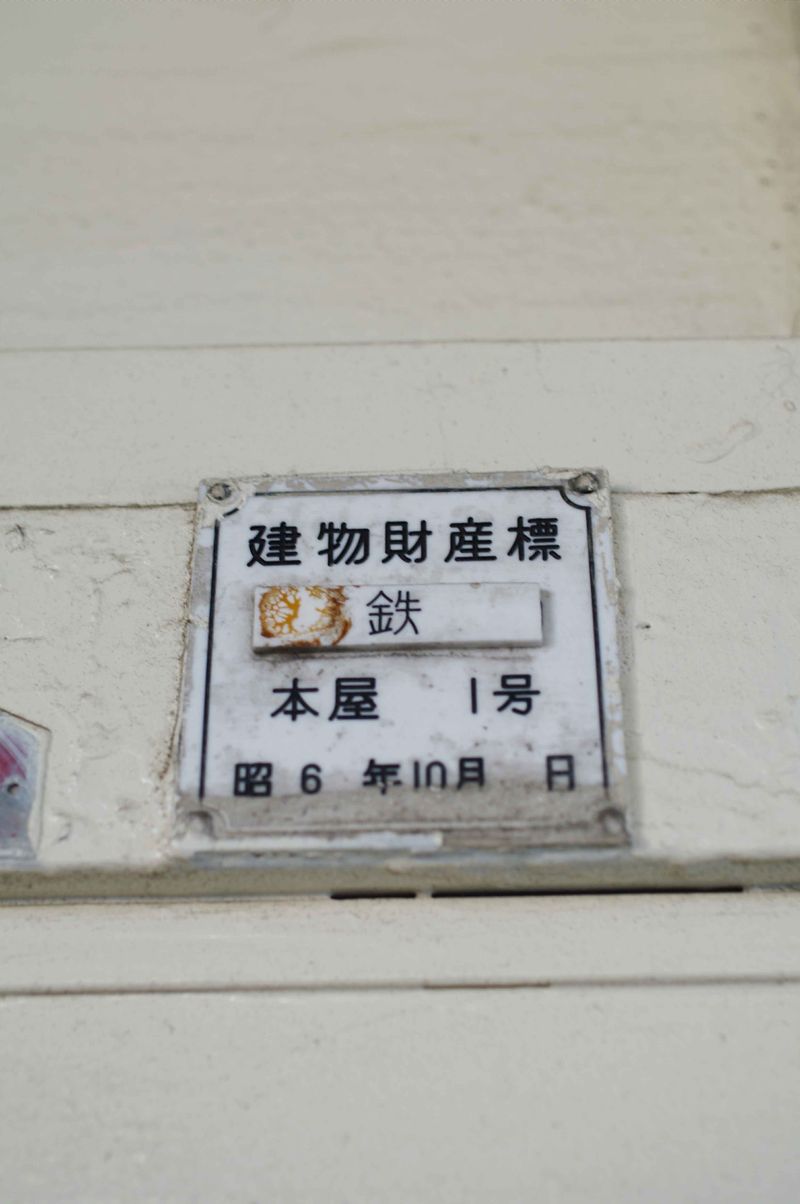 建物財産標
鉄
本屋 1号
昭 6 年10月 日